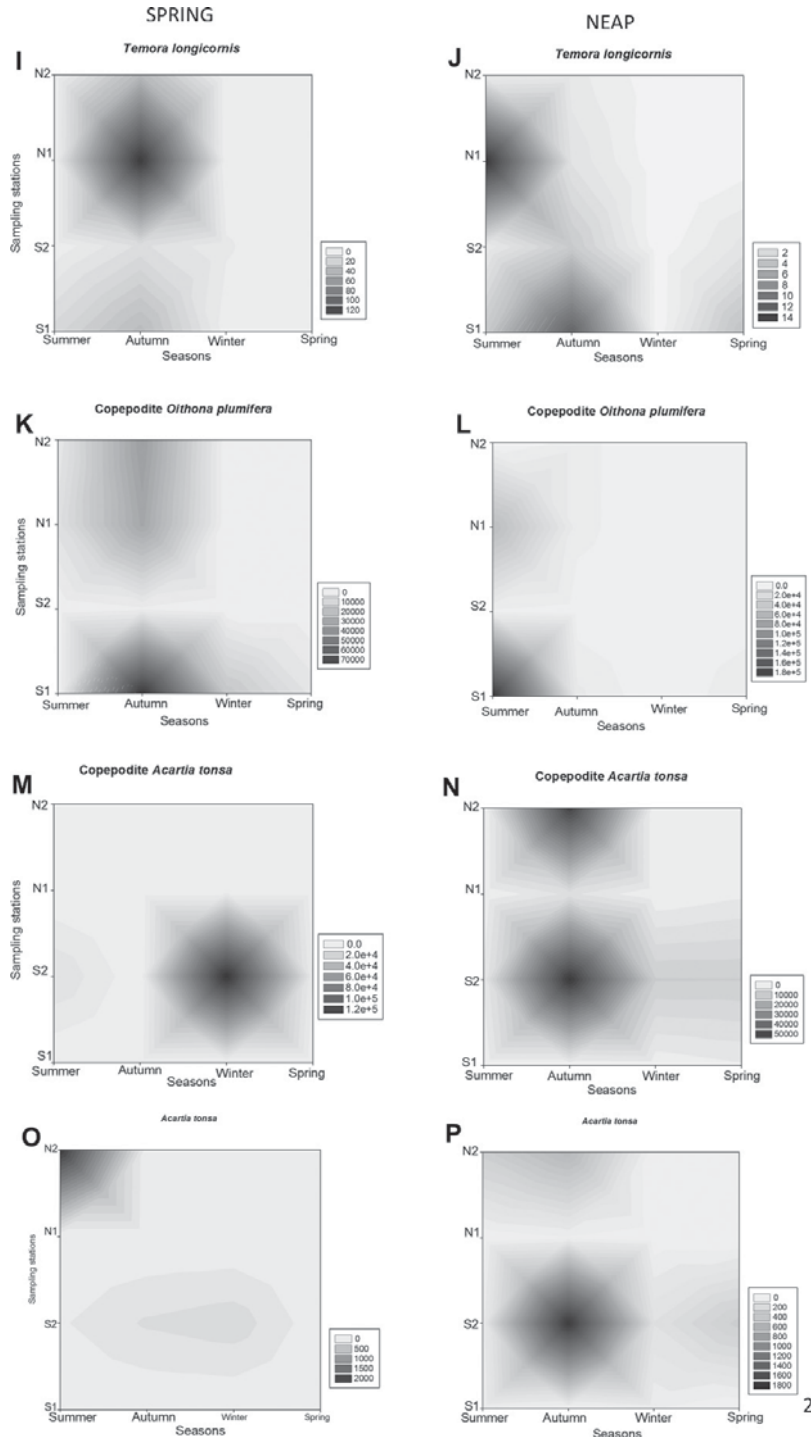 SPRING
NEAP
I
Temora longicornis
N2
N1
S2
S1
Sampling stations
Summer
Autumn
Winter
Spring
Seasons
0
20
40
60
80
100
120
J
Temora longicornis
N2
N1
S2
S1
Summer
Autumn
Winter
Spring
Seasons
2
4
6
8
10
12
14
K
Copepodite Oithona plumifera
N2
N1
S2
S1
Sampling stations
Summer
Autumn
Winter
Spring
Seasons
0
10000
20000
30000
40000
50000
60000
70000
L
Copepodite Oithona plumifera
N2
N1
S2
S1
Summer
Autumn
Winter
Spring
Seasons
0.0
2.0e+4
4.0e+4
6.0e+4
8.0e+4
1.0e+5
1.2e+5
1.4e+5
1.6e+5
1.8e+5
M
Copepodite Acartia tonsa
N2
N1
S2
S1
Sampling stations
Summer
Autumn
Winter
Spring
Seasons
0.0
2.0e+4
4.0e+4
6.0e+4
8.0e+4
1.0e+5
1.2e+5
N
Copepodite Acartia tonsa
N2
N1
S2
S1
Summer
Autumn
Winter
Spring
Seasons
0
10000
20000
30000
40000
50000
O
Acartia tonsa
N2
N1
S2
S1
Sampling stations
Summer
Autumn
Winter
Spring
Seasons
0
500
1000
1500
2000
P
Acartia tonsa
N2
N1
S2
S1
Summer
Autumn
Winter
Spring
Seasons
0
200
400
600
800
1000
1200
1400
1600
1800
2